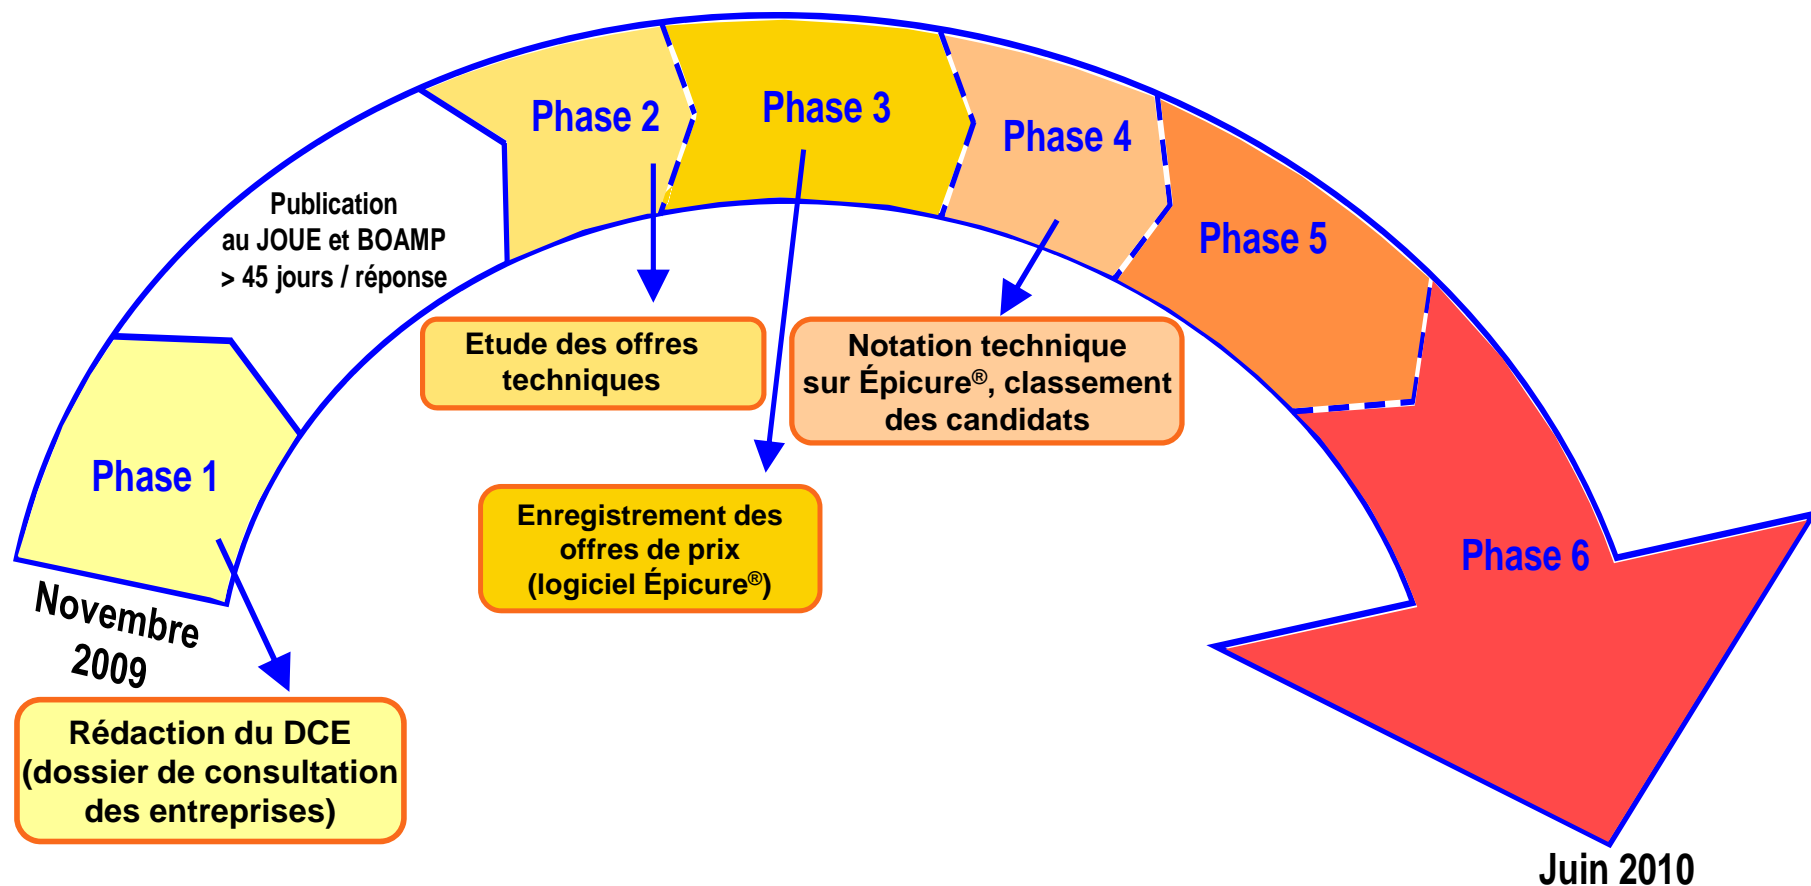 Phase 1
Novembre
2009
Rédaction du DCE
(dossier de consultation
des entreprises)
Publication
au JOUE et BOAMP
> 45 jours / réponse
Phase 2
Etude des offres
techniques
Phase 3
Enregistrement des
offres de prix
(logiciel Épicure®)
Phase 4
Notation technique
sur Épicure®, classement
des candidats
Phase 5
Phase 6
Juin 2010